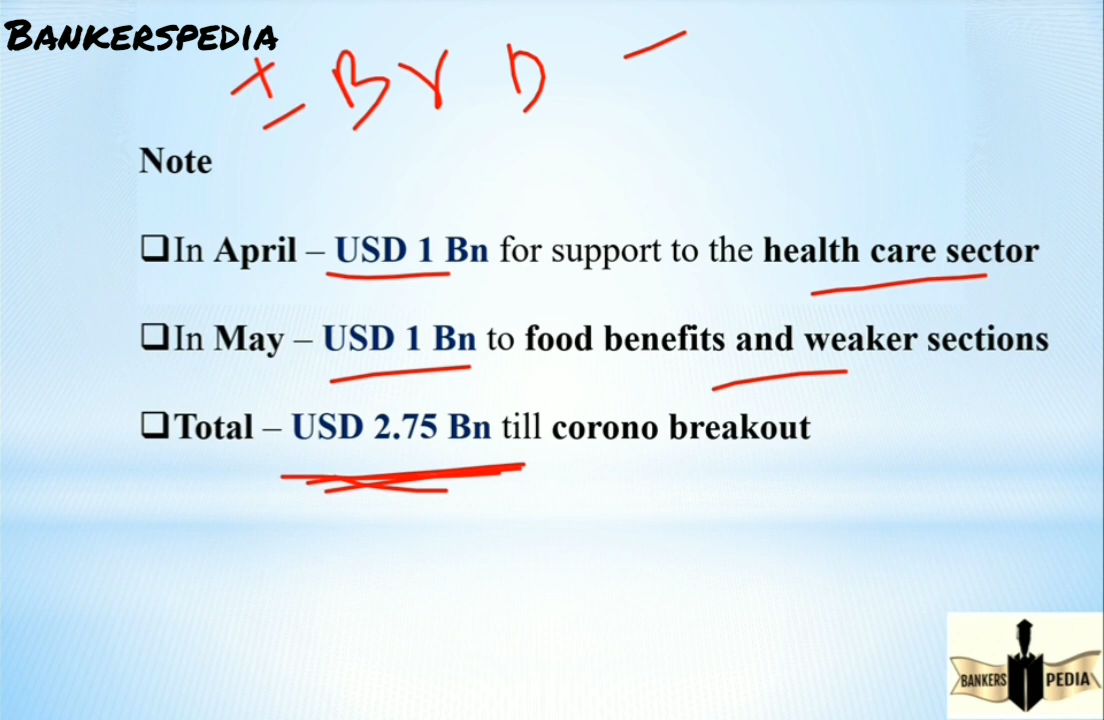 BANKERSPEDIA
IBRD -
Note
❑In April – USD 1 Bn for support to the health care sector
❑In May – USD 1 Bn to food benefits and weaker sections
❑Total – USD 2.75 Bn till corono breakout
BANKERS PEDIA